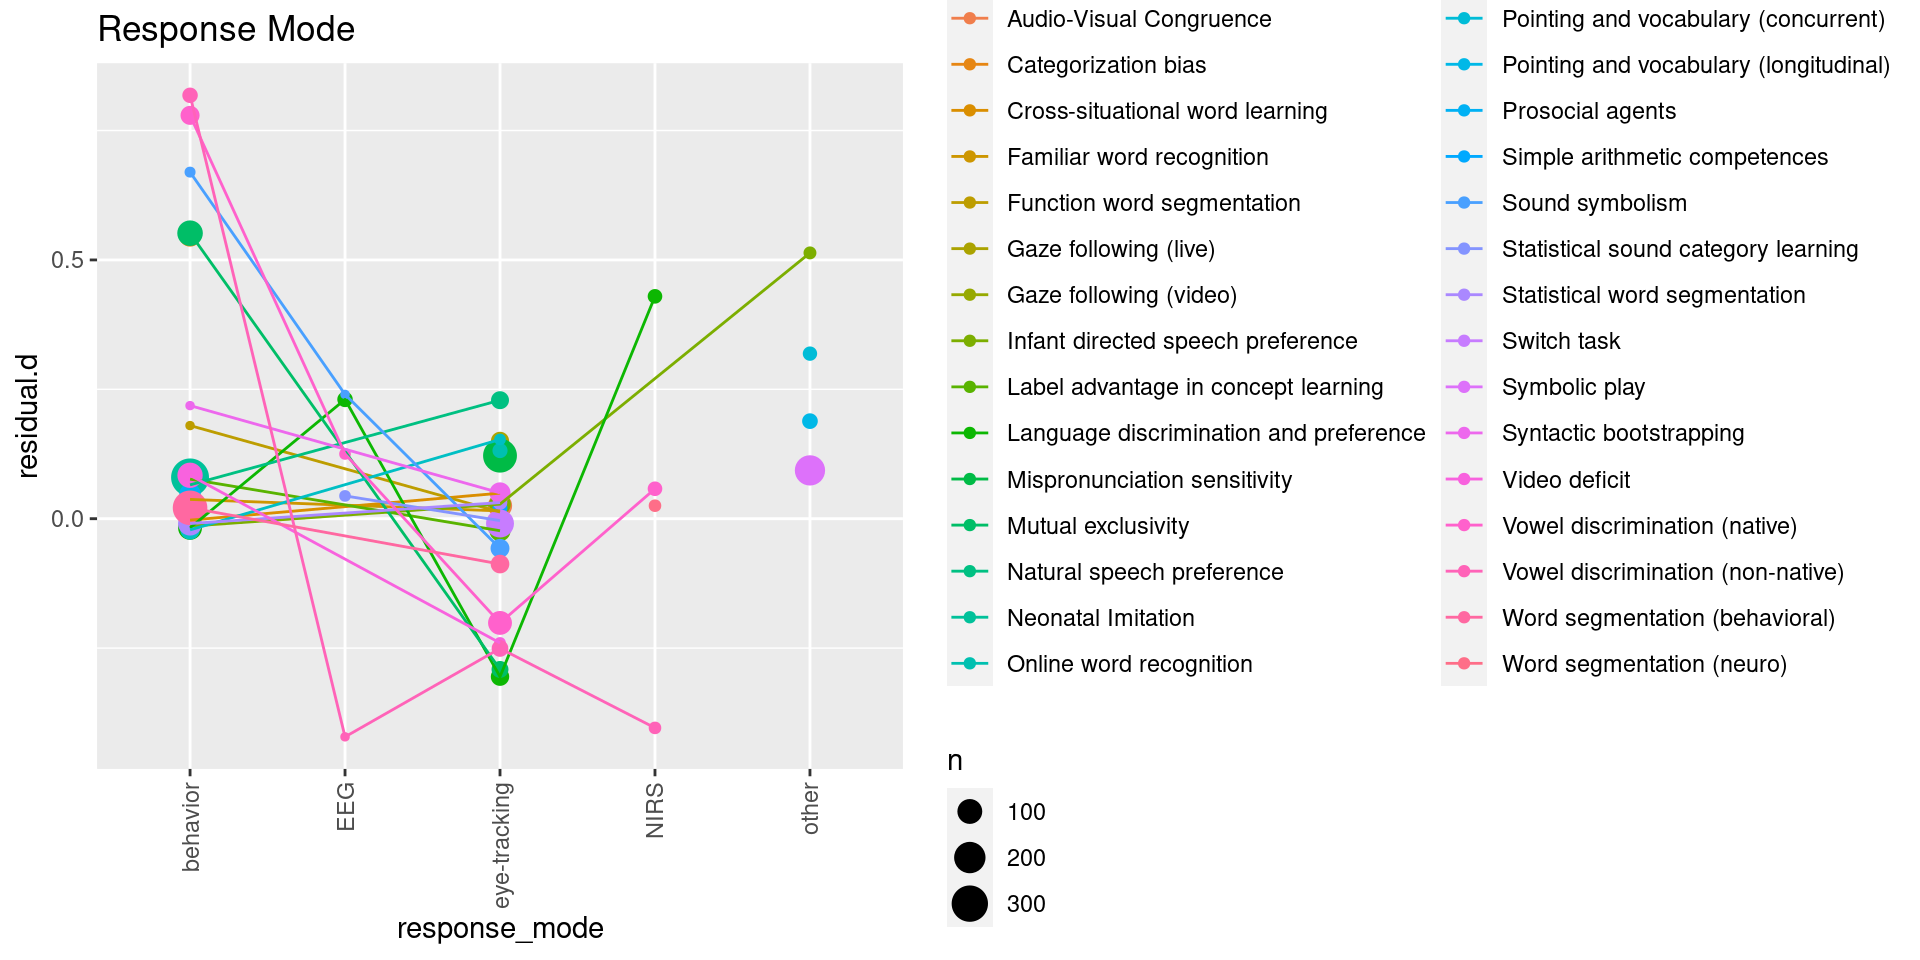 Response Mode
residual.d
0.5
0.0
behavior
EEG
eye-tracking
NIRS
other
response_mode
Audio-Visual Congruence
Categorization bias
Cross-situational word learning
Familiar word recognition
Function word segmentation
Gaze following (live)
Gaze following (video)
Infant directed speech preference
Label advantage in concept learning
Language discrimination and preference
Mispronunciation sensitivity
Mutual exclusivity
Natural speech preference
Neonatal Imitation
Online word recognition
Pointing and vocabulary (concurrent)
Pointing and vocabulary (longitudinal)
Prosocial agents
Simple arithmetic competences
Sound symbolism
Statistical sound category learning
Statistical word segmentation
Switch task
Symbolic play
Syntactic bootstrapping
Video deficit
Vowel discrimination (native)
Vowel discrimination (non-native)
Word segmentation (behavioral)
Word segmentation (neuro)
n
100
200
300